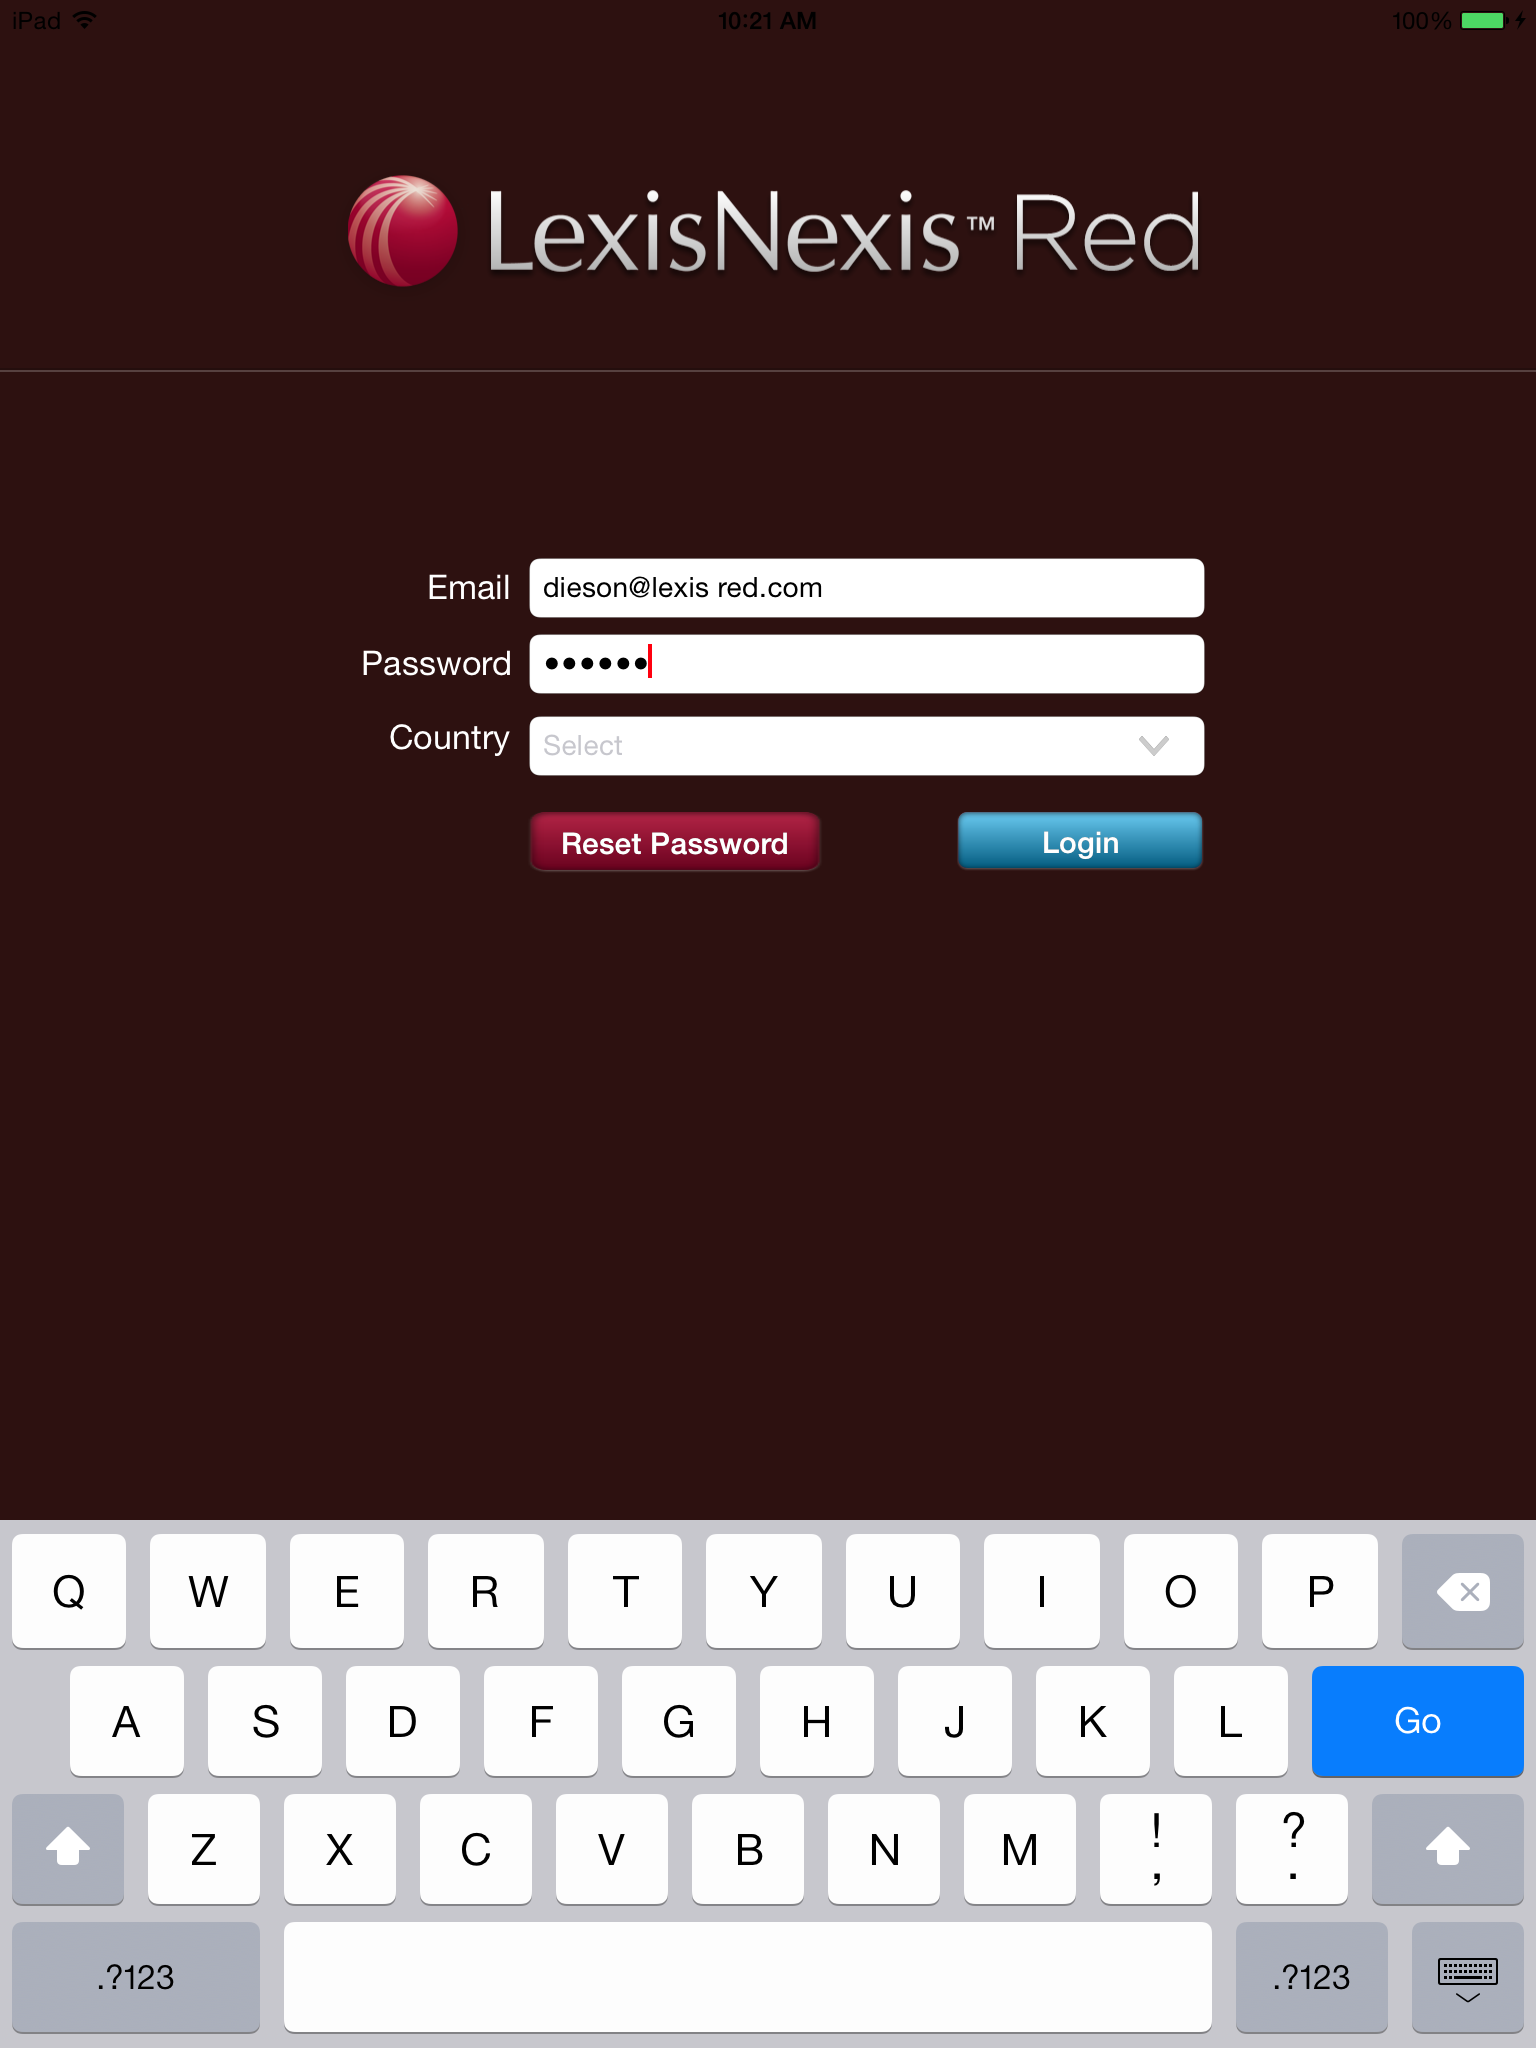 iPad 10:21 AM 100%
LexisNexis™ Red
Email dieson@lexis red.com
Password ••••••
Country Select
Reset Password Login
Q W E R T Y U I O P
A S D F G H J K L Go
Z X C V B N M ! , ? .
.?123 .?123